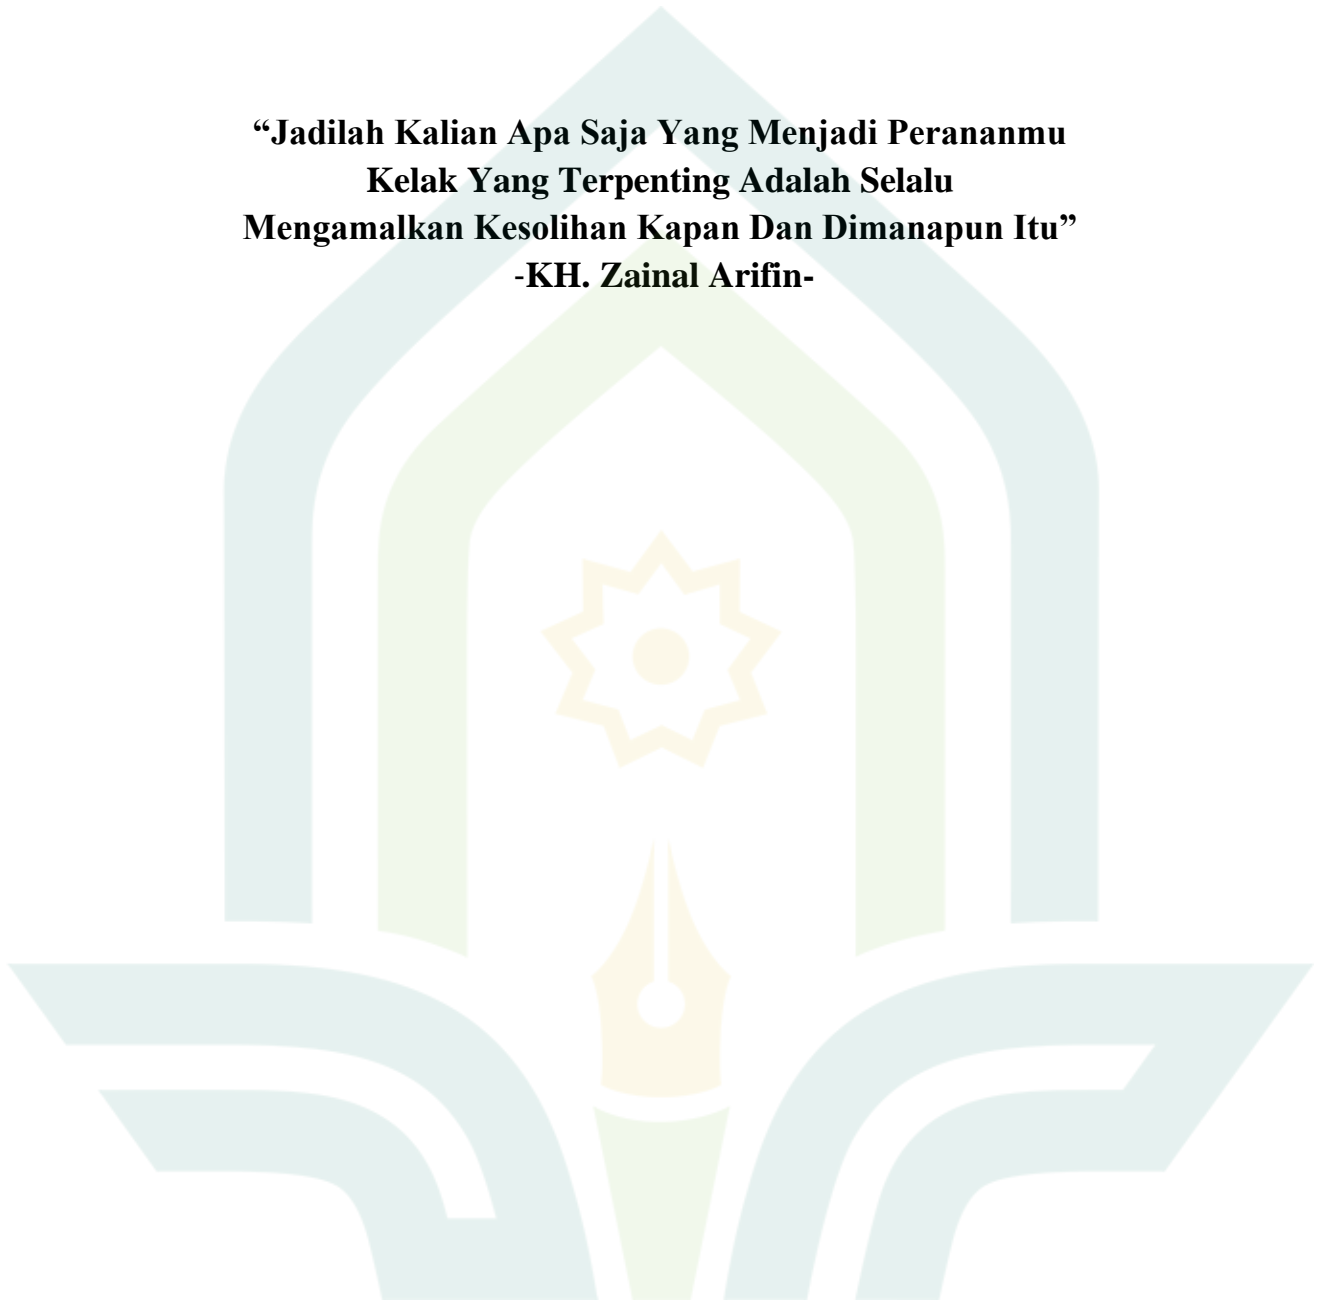 “Jadilah Kalian Apa Saja Yang Menjadi Perananmu
Kelak Yang Terpenting Adalah Selalu
Mengamalkan Kesolihan Kapan Dan Dimanapun Itu”
-KH. Zainal Arifin-